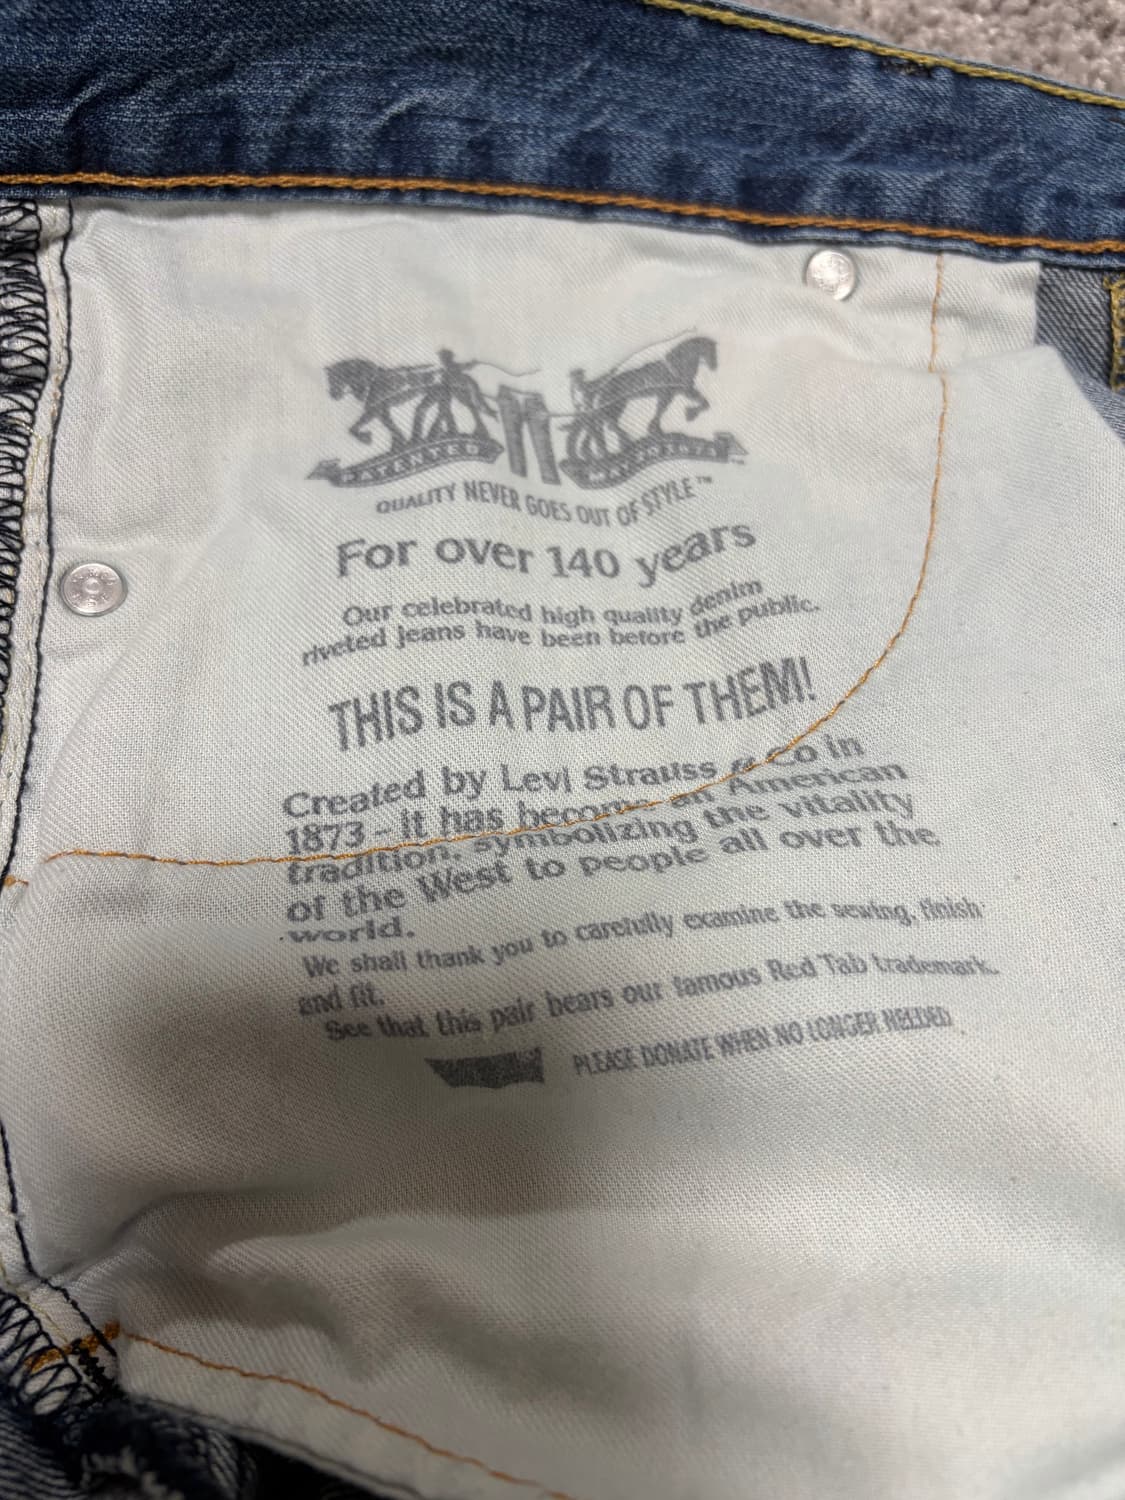 PATENTED
QUALITY NEVER GOES OUT OF STYLE™
For over 140 years
Our celebrated high quality denim
riveted jeans have been before the public.
THIS IS A PAIR OF THEM!
Created by Levi Strauss & Co in
1873 - it has become an American
tradition, symbolizing the vitality
of the West to people all over the
world.
We shall thank you to carefully examine the sewing, finish
and fit.
See that this pair bears our famous Red Tab trademark.
PLEASE DONATE WHEN NO LONGER NEEDED